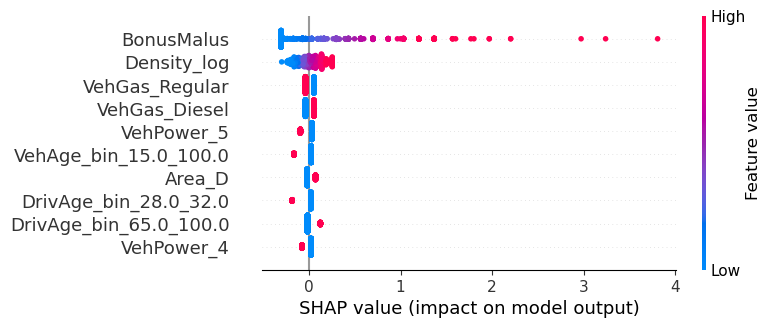 High
BonusMalus
Density_log
VehGas_Regular
VehGas_Diesel
VehPower_5
VehAge_bin_15.0_100.0
Area_D
DrivAge_bin_28.0_32.0
DrivAge_bin_65.0_100.0
VehPower_4
Feature value
Low
0 1 2 3 4
SHAP value (impact on model output)